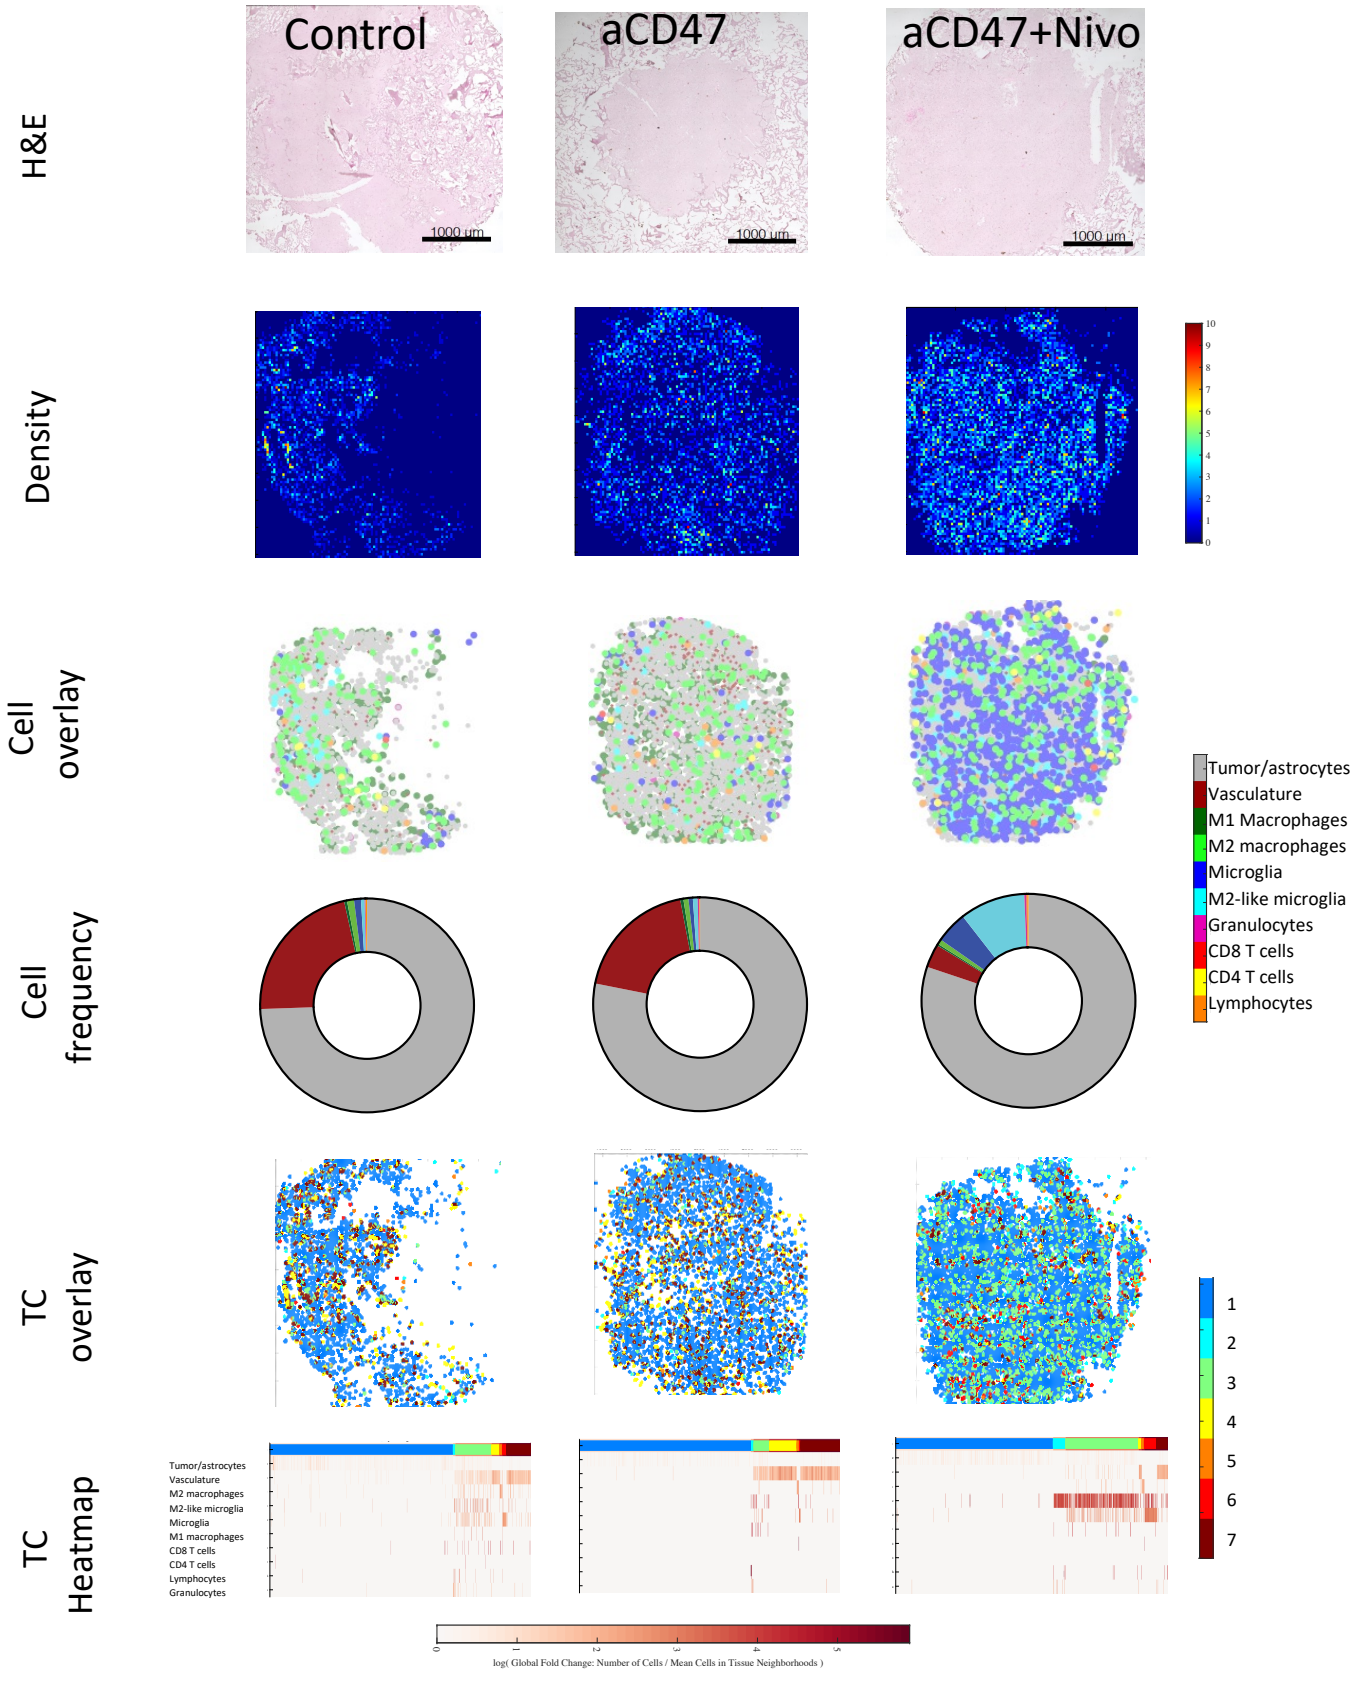 Control
aCD47
aCD47+Nivo
H&E
1000 µm
1000 µm
1000 µm
Density
10
9
8
7
6
5
4
3
2
1
0
Cell
overlay
Tumor/astrocytes
Vasculature
M1 Macrophages
M2 macrophages
Microglia
M2-like microglia
Granulocytes
CD8 T cells
CD4 T cells
Lymphocytes
Cell
frequency
TC
overlay
1
2
3
4
5
6
7
TC
Heatmap
Tumor/astrocytes
Vasculature
M2 macrophages
M2-like microglia
Microglia
M1 macrophages
CD8 T cells
CD4 T cells
Lymphocytes
Granulocytes
0 1 2 3 4 5
log( Global Fold Change: Number of Cells / Mean Cells in Tissue Neighborhoods )